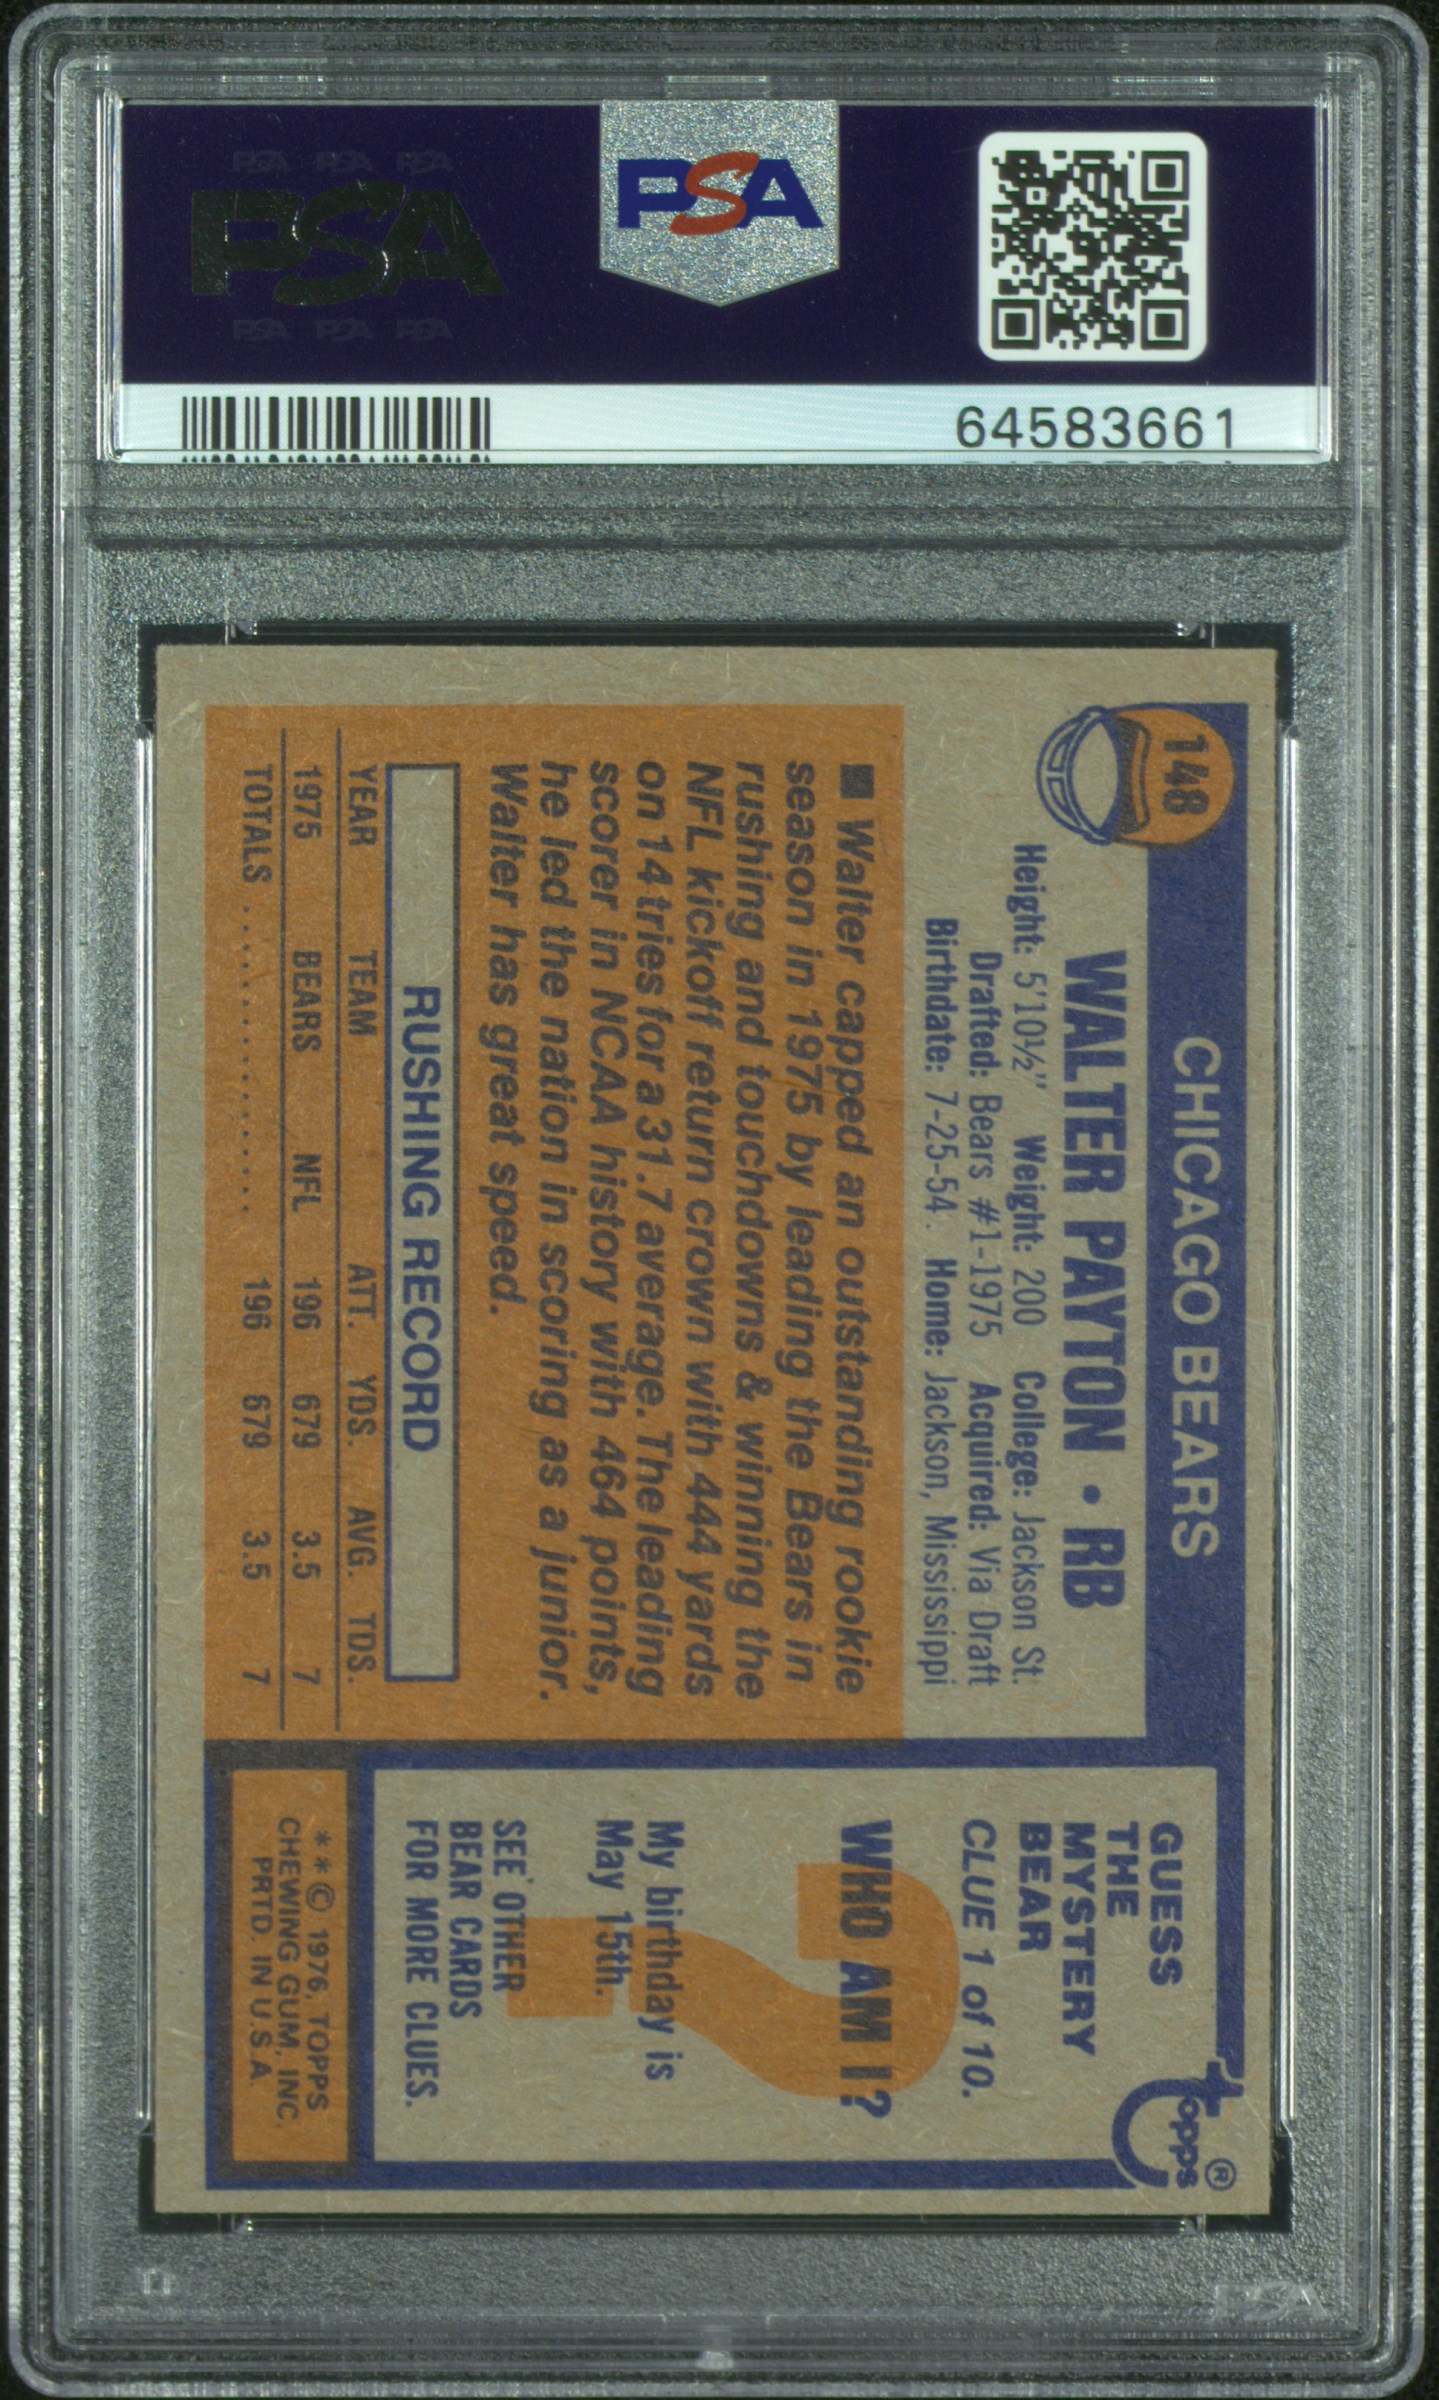 PSA PSA PSA
PSA
PSA PSA PSA
PSA
64583661
148
CHICAGO BEARS
WALTER PAYTON • RB
Height: 5'10½" Weight: 200 College: Jackson St.
Drafted: Bears #1-1975 Acquired: Via Draft
Birthdate: 7-25-54 Home: Jackson, Mississippi
■ Walter capped an outstanding rookie
season in 1975 by leading the Bears in
rushing and touchdowns & winning the
NFL kickoff return crown with 444 yards
on 14 tries for a 31.7 average. The leading
scorer in NCAA history with 464 points,
he led the nation in scoring as a junior.
Walter has great speed.
RUSHING RECORD
YEAR TEAM ATT. YDS. AVG. TDS.
1975 BEARS NFL 196 679 3.5 7
TOTALS .................. 196 679 3.5 7
topps®
GUESS
THE
MYSTERY
BEAR
CLUE 1 of 10.
WHO AM I?
?
My birthday is
May 15th.
SEE OTHER
BEAR CARDS
FOR MORE CLUES.
**© 1976, TOPPS
CHEWING GUM, INC.
PRTD. IN U.S.A.
PSA